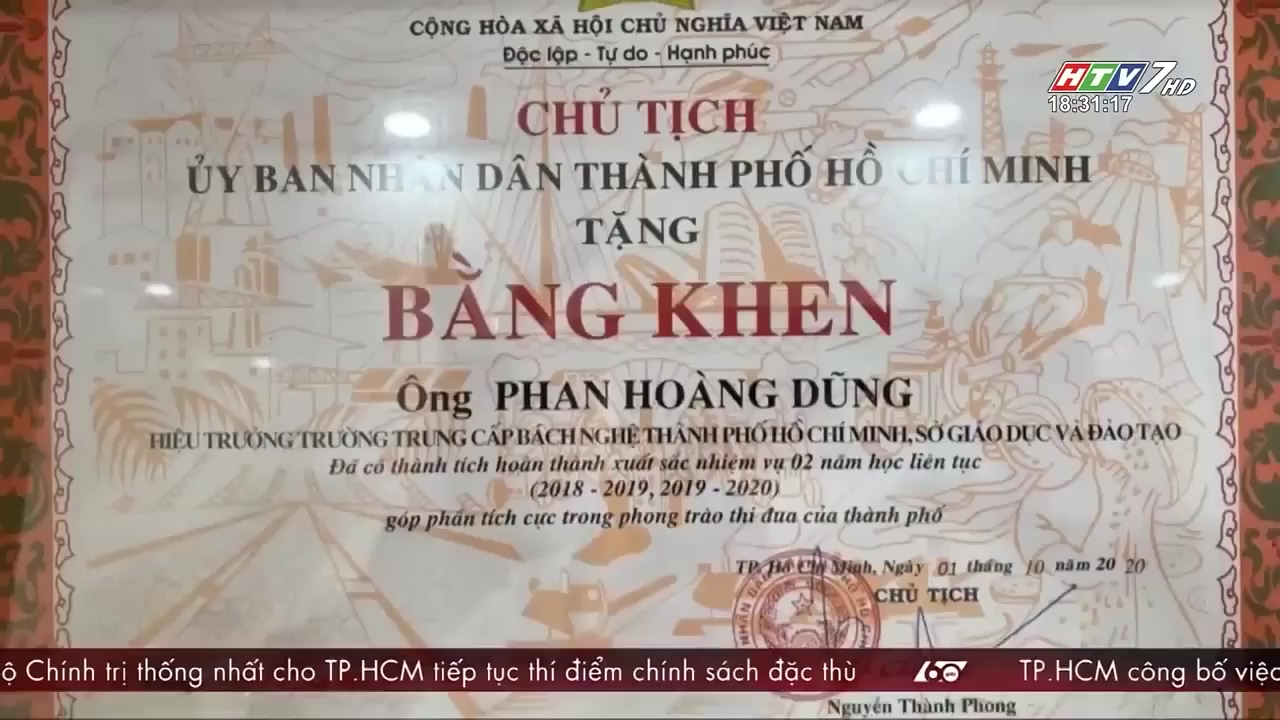 CỘNG HÒA XÃ HỘI CHỦ NGHĨA VIỆT NAM
Độc lập - Tự do - Hạnh phúc
HTV7 HD
18:31:17
CHỦ TỊCH
ỦY BAN NHÂN DÂN THÀNH PHỐ HỒ CHÍ MINH
TẶNG
BẰNG KHEN
Ông PHAN HOÀNG DŨNG
HIỆU TRƯỞNG TRƯỜNG TRUNG CẤP BÁCH NGHỆ THÀNH PHỐ HỒ CHÍ MINH, SỞ GIÁO DỤC VÀ ĐÀO TẠO
Đã có thành tích hoàn thành xuất sắc nhiệm vụ 02 năm học liên tục
(2018 - 2019, 2019 - 2020)
góp phần tích cực trong phong trào thi đua của thành phố
TP. Hồ Chí Minh, Ngày 01 tháng 10 năm 20 20
CHỦ TỊCH
ộ Chính trị thống nhất cho TP.HCM tiếp tục thí điểm chính sách đặc thù
60
TP.HCM công bố việc
Nguyễn Thành Phong